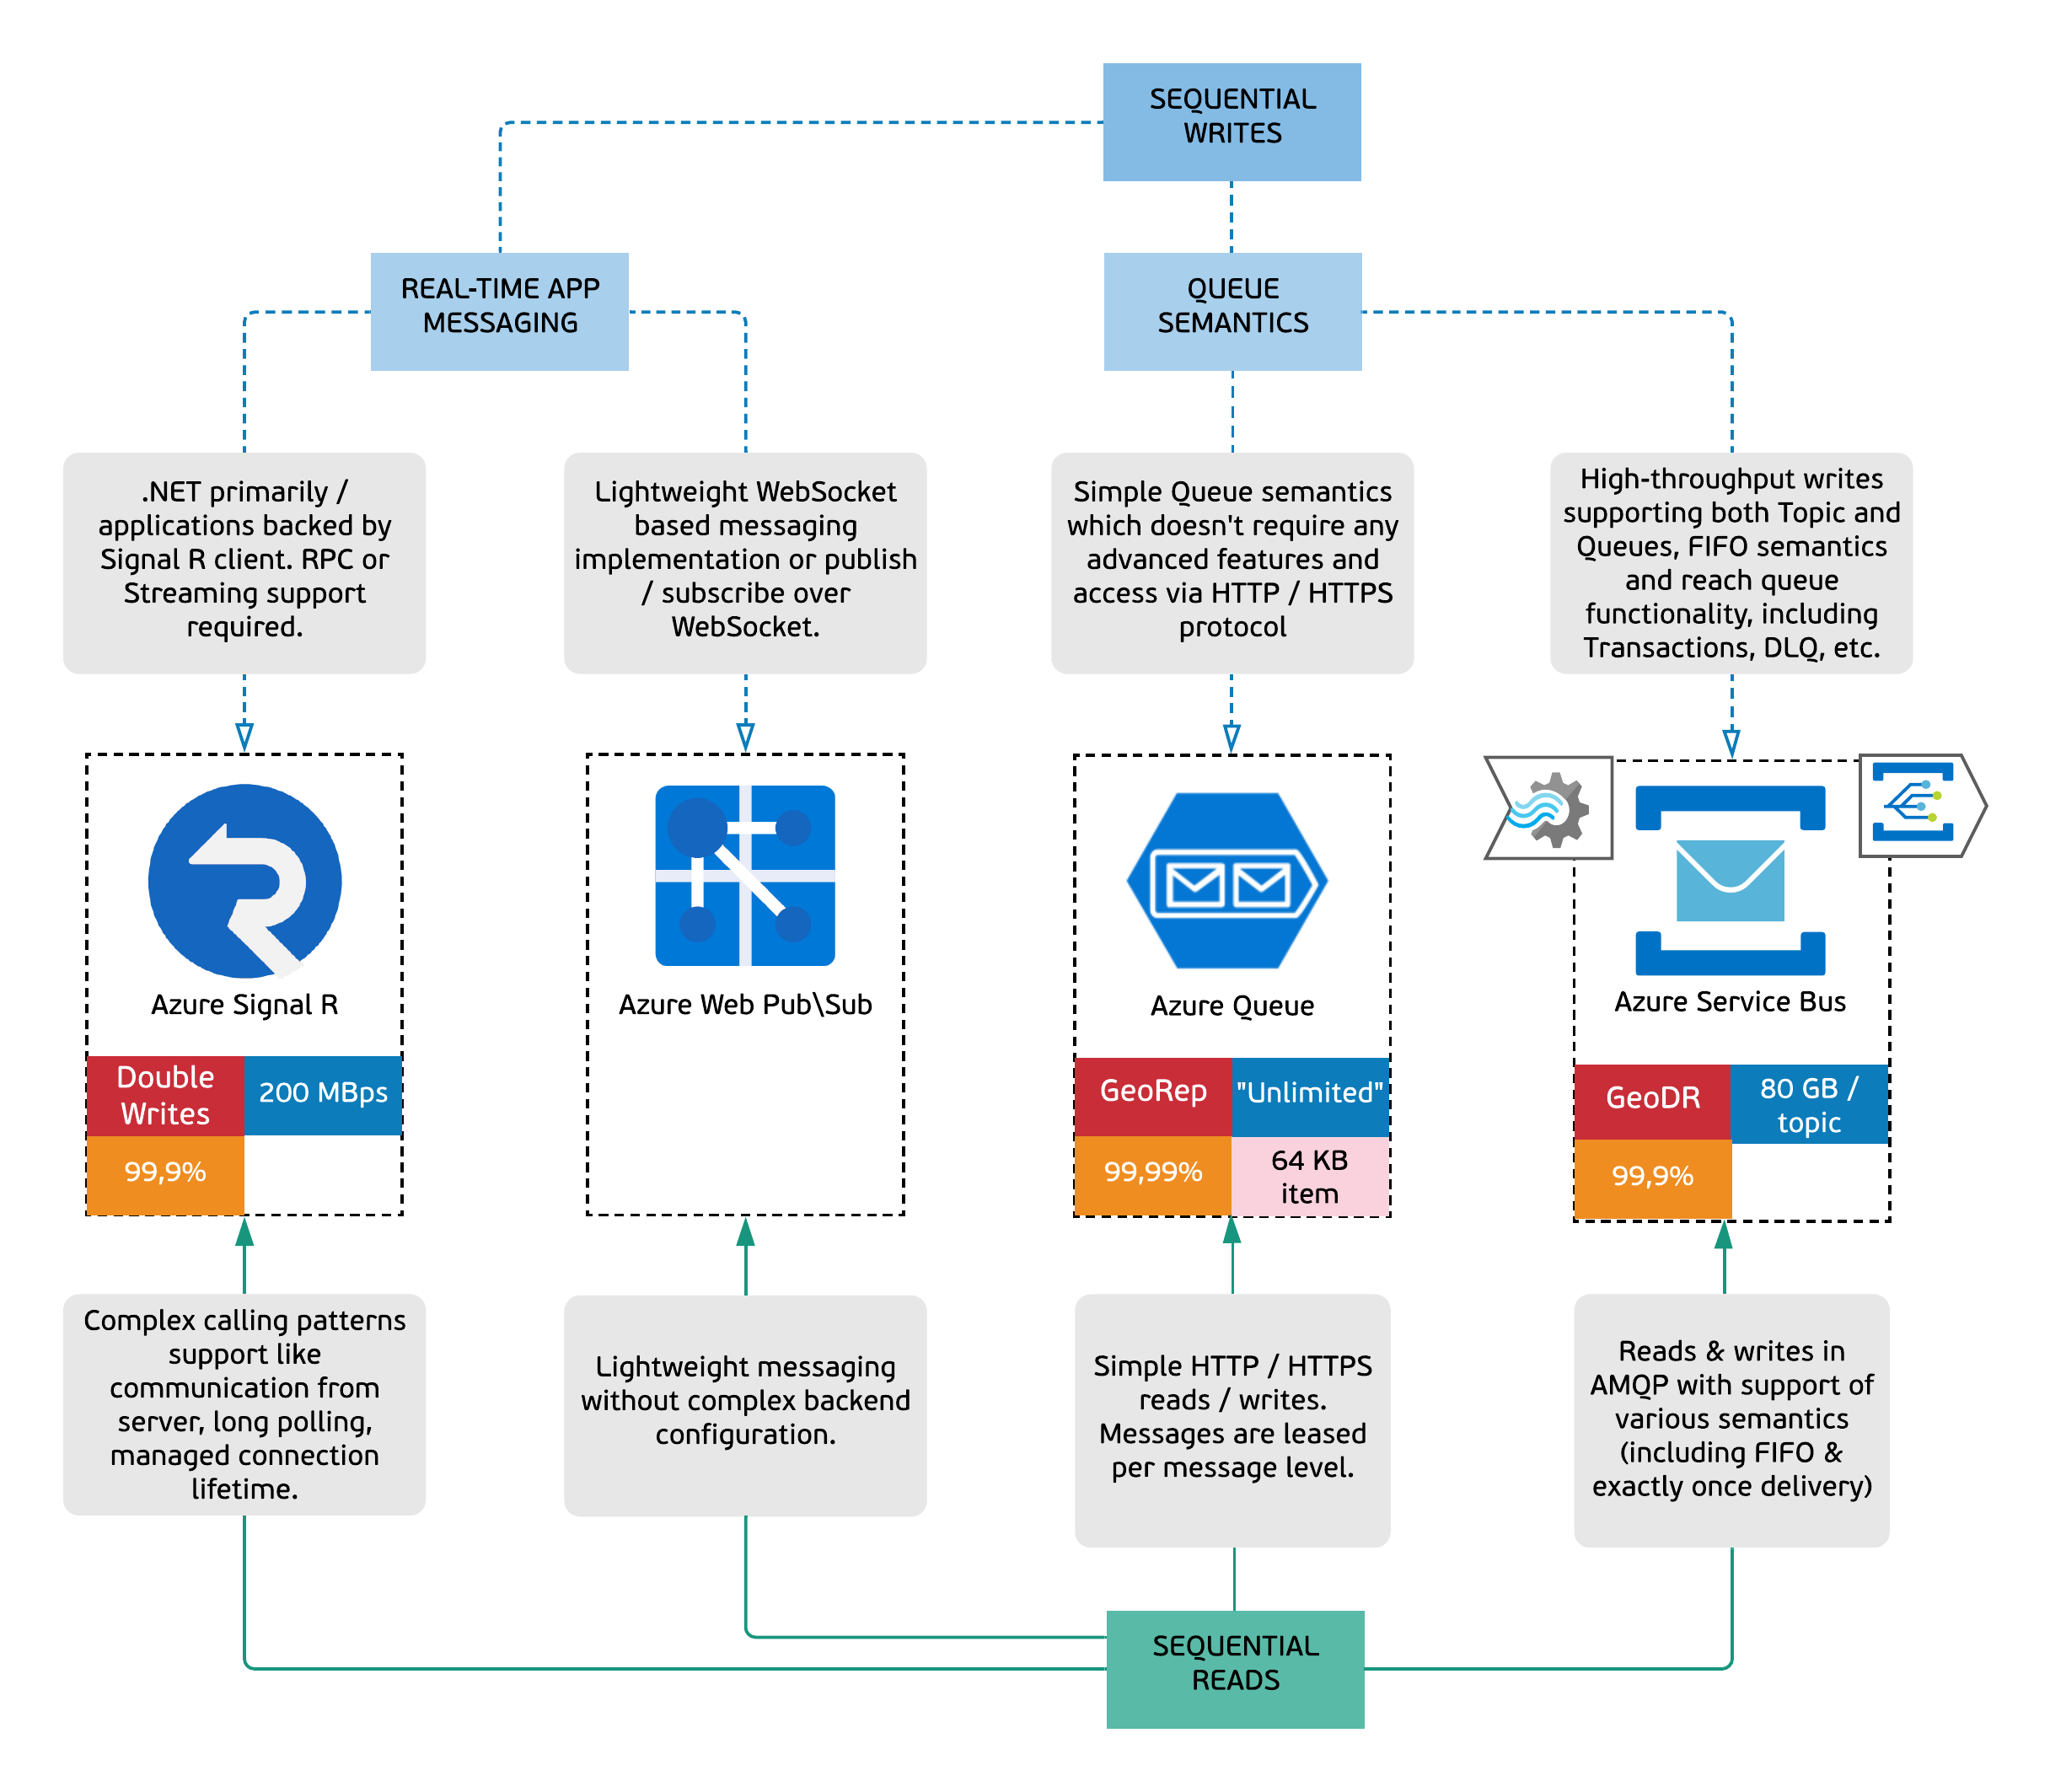 SEQUENTIAL
WRITES
REAL-TIME APP
MESSAGING
QUEUE
SEMANTICS
.NET primarily /
applications backed by
Signal R client. RPC or
Streaming support
required.
Lightweight WebSocket
based messaging
implementation or publish
/ subscribe over
WebSocket.
Simple Queue semantics
which doesn't require any
advanced features and
access via HTTP / HTTPS
protocol
High-throughput writes
supporting both Topic and
Queues, FIFO semantics
and reach queue
functionality, including
Transactions, DLQ, etc.
Azure Signal R
Double
Writes
200 MBps
99,9%
Azure Web Pub\Sub
Azure Queue
GeoRep
"Unlimited"
99,99%
64 KB
item
Azure Service Bus
GeoDR
80 GB /
topic
99,9%
Complex calling patterns
support like
communication from
server, long polling,
managed connection
lifetime.
Lightweight messaging
without complex backend
configuration.
Simple HTTP / HTTPS
reads / writes.
Messages are leased
per message level.
Reads & writes in
AMQP with support of
various semantics
(including FIFO &
exactly once delivery)
SEQUENTIAL
READS